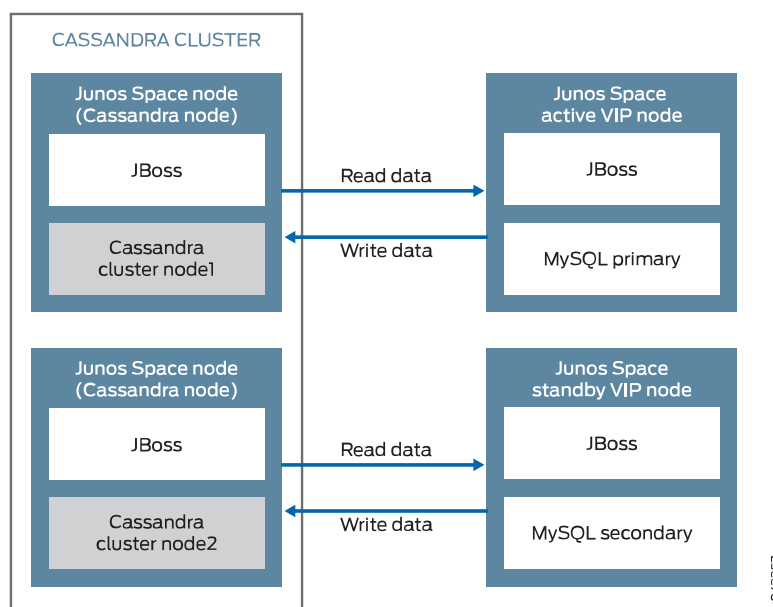 CASSANDRA CLUSTER
Junos Space node
(Cassandra node)
JBoss
Cassandra
cluster node1
Read data
Write data
Junos Space
active VIP node
JBoss
MySQL primary
Junos Space node
(Cassandra node)
JBoss
Cassandra
cluster node2
Read data
Write data
Junos Space
standby VIP node
JBoss
MySQL secondary